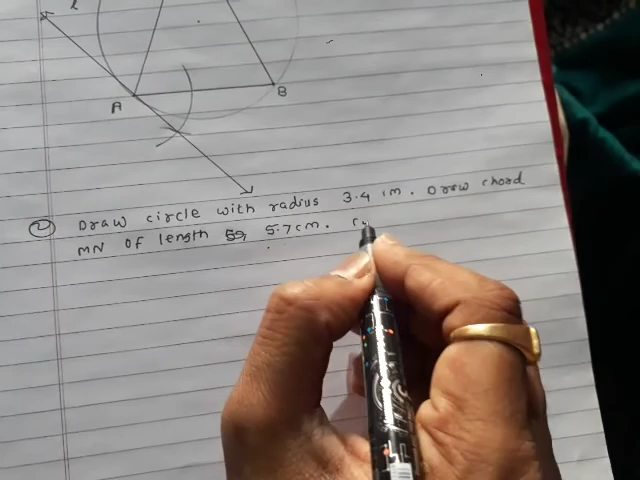 l
A
B
② Draw circle with radius 3.4 cm. Draw chord
MN of length 5.7 cm.